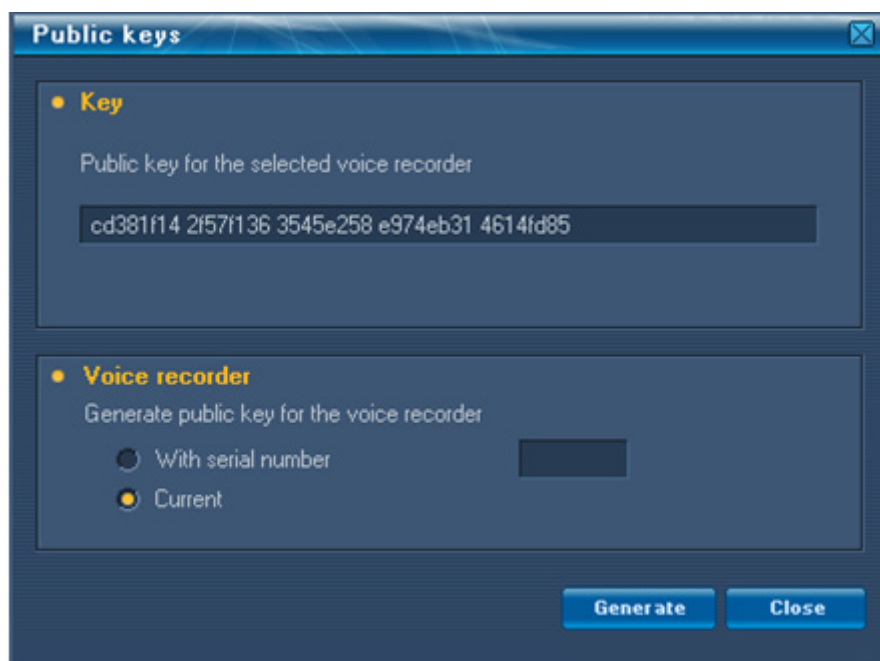 Public keys
Key
Public key for the selected voice recorder
cd381f14 2f57f136 3545e258 e974eb31 4614fd85
Voice recorder
Generate public key for the voice recorder
With serial number
Current
Generate Close